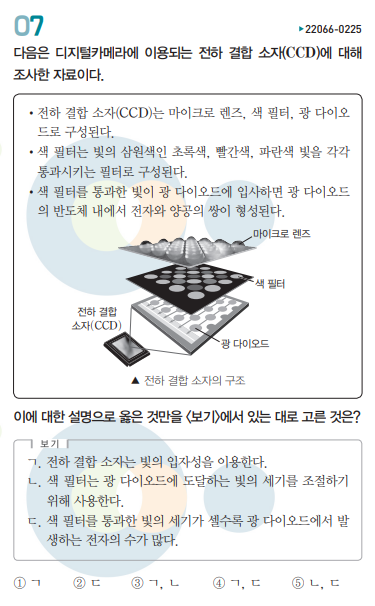 07
▶22066-0225
다음은 디지털카메라에 이용되는 전하 결합 소자(CCD)에 대해
조사한 자료이다.
• 전하 결합 소자(CCD)는 마이크로 렌즈, 색 필터, 광 다이오
드로 구성된다.
• 색 필터는 빛의 삼원색인 초록색, 빨간색, 파란색 빛을 각각
통과시키는 필터로 구성된다.
• 색 필터를 통과한 빛이 광 다이오드에 입사하면 광 다이오드
의 반도체 내에서 전자와 양공의 쌍이 형성된다.
마이크로 렌즈
색 필터
전하 결합
소자(CCD)
광 다이오드
▲ 전하 결합 소자의 구조
이에 대한 설명으로 옳은 것만을 〈보기〉에서 있는 대로 고른 것은?
보기
ㄱ. 전하 결합 소자는 빛의 입자성을 이용한다.
ㄴ. 색 필터는 광 다이오드에 도달하는 빛의 세기를 조절하기
위해 사용한다.
ㄷ. 색 필터를 통과한 빛의 세기가 셀수록 광 다이오드에서 발
생하는 전자의 수가 많다.
① ㄱ ② ㄷ ③ ㄱ, ㄴ ④ ㄱ, ㄷ ⑤ ㄴ, ㄷ